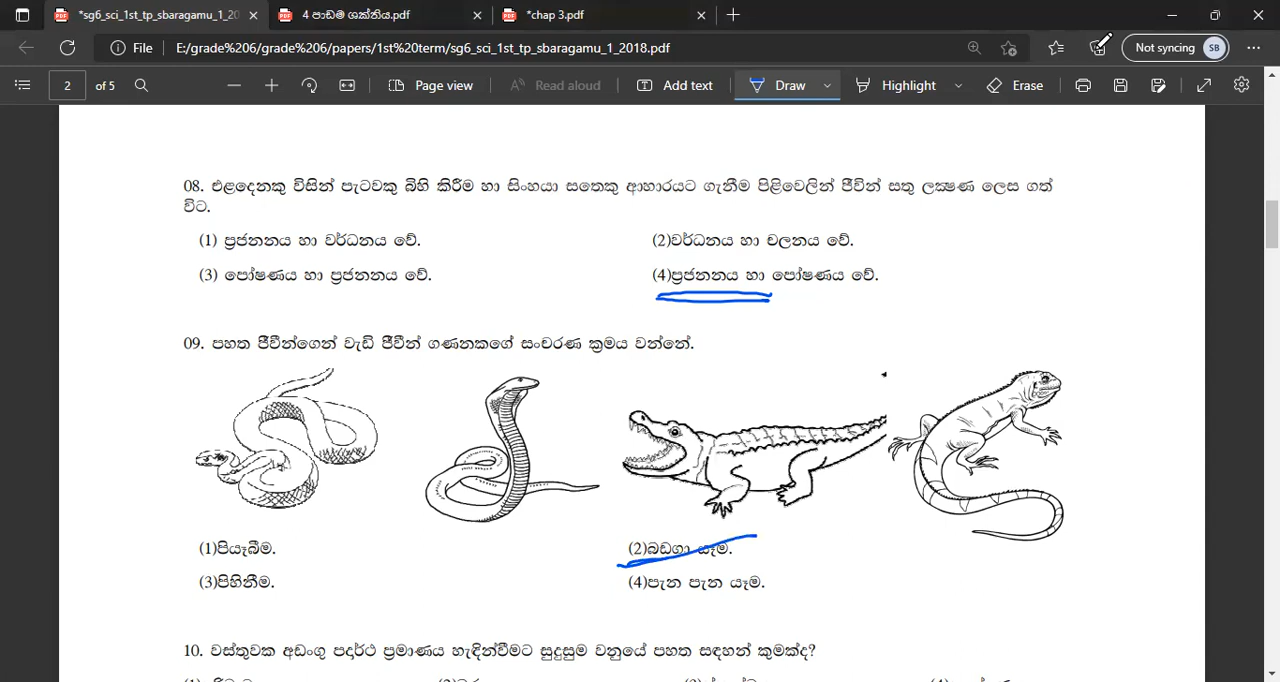 *sg6_sci_1st_tp_sbaragamu_1_20
4 පාඩම ශක්තිය.pdf
*chap 3.pdf
File
E:/grade%206/grade%206/papers/1st%20term/sg6_sci_1st_tp_sbaragamu_1_2018.pdf
Not syncing SB
2 of 5
Page view
Read aloud
Add text
Draw
Highlight
Erase
08. එළදෙනකු විසින් පැටවකු බිහි කිරීම හා සිංහයා සතෙකු ආහාරයට ගැනීම පිළිවෙලින් ජීවින් සතු ලක්ෂණ ලෙස ගත්
විට.
(1) ප්‍රජනනය හා වර්ධනය වේ.
(2)වර්ධනය හා චලනය වේ.
(3) පෝෂණය හා ප්‍රජනනය වේ.
(4)ප්‍රජනනය හා පෝෂණය වේ.
09. පහත ජීවීන්ගෙන් වැඩි ජීවීන් ගණනකගේ සංචරණ ක්‍රමය වන්නේ.
(1)පියෑබීම.
(2)බඩගා යෑම.
(3)පිහිනීම.
(4)පැන පැන යෑම.
10. වස්තුවක අඩංගු පදාර්ථ ප්‍රමාණය හැඳින්වීමට සුදුසුම වනුයේ පහත සඳහන් කුමක්ද?